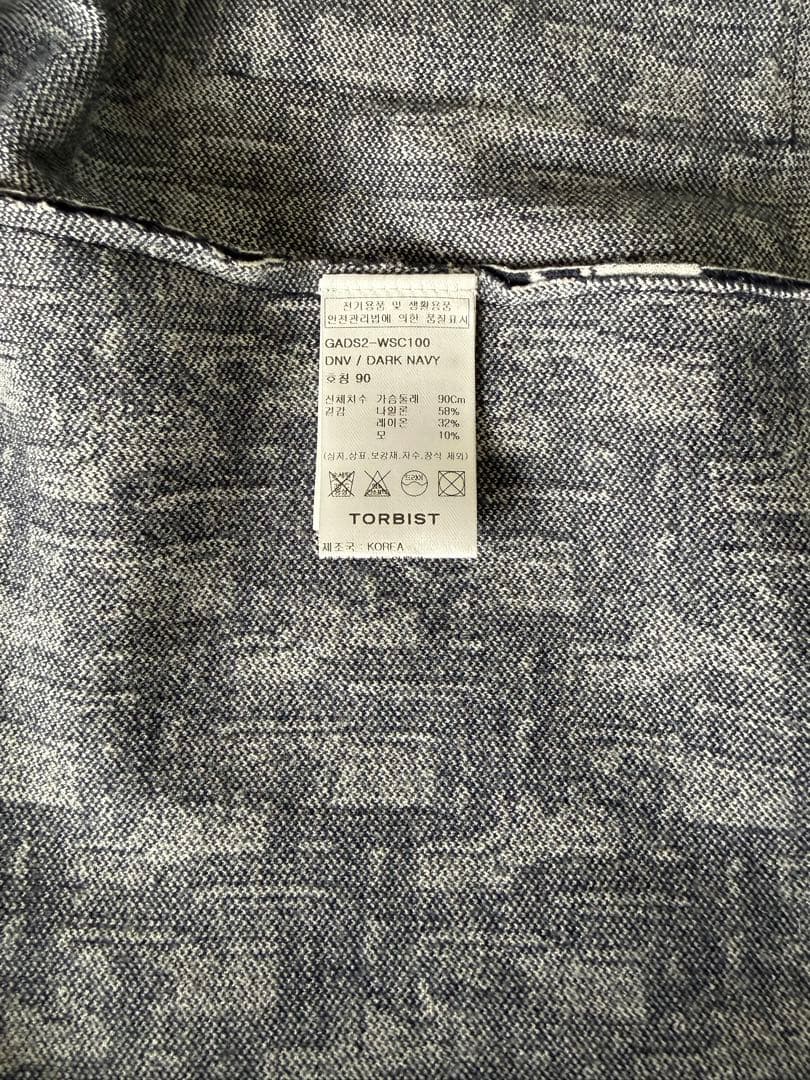 전기용품 및 생활용품
안전관리법에 의한 품질표시
GADS2-WSC100
DNV / DARK NAVY
호칭 90
신체치수 가슴둘레 90Cm
겉감 나일론 58%
레이온 32%
모 10%
(심지,상표,보강재,자수,장식 제외)
드라이
TORBIST
제조국 : KOREA